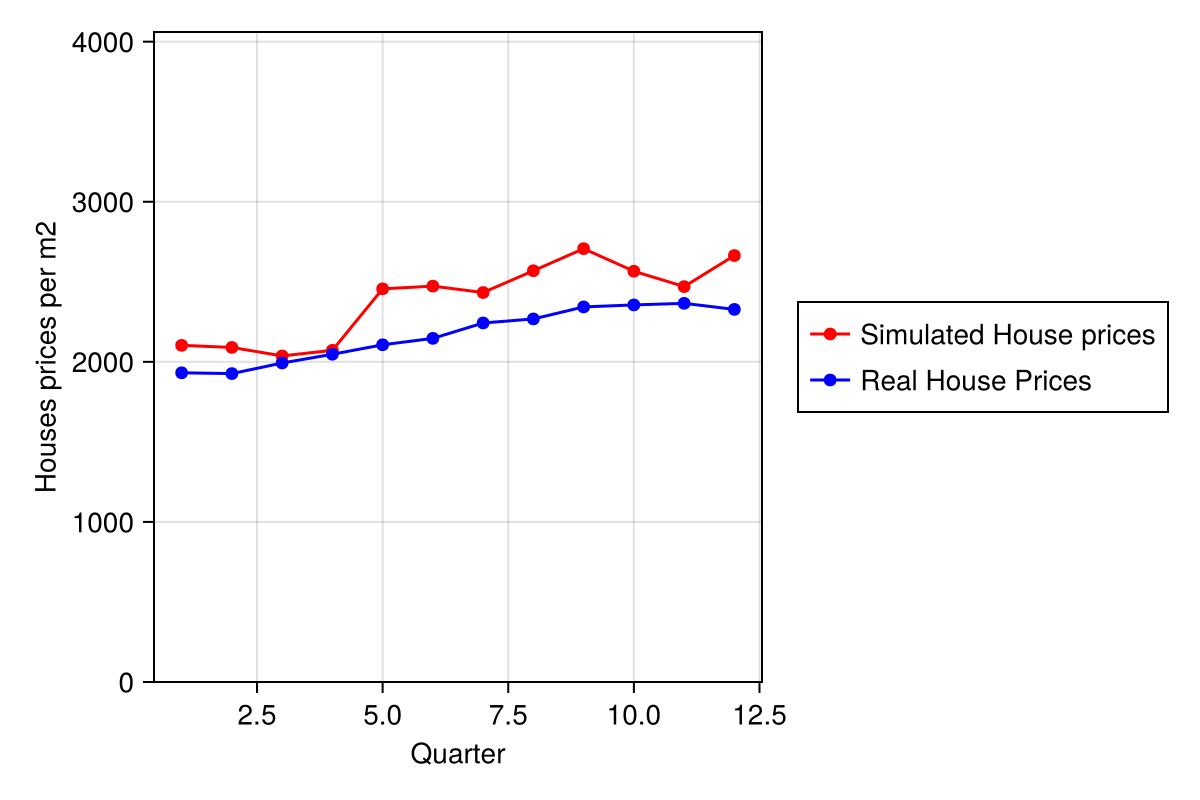 4000
3000
2000
1000
0
Houses prices per m2
2.5 5.0 7.5 10.0 12.5
Quarter
Simulated House prices
Real House Prices